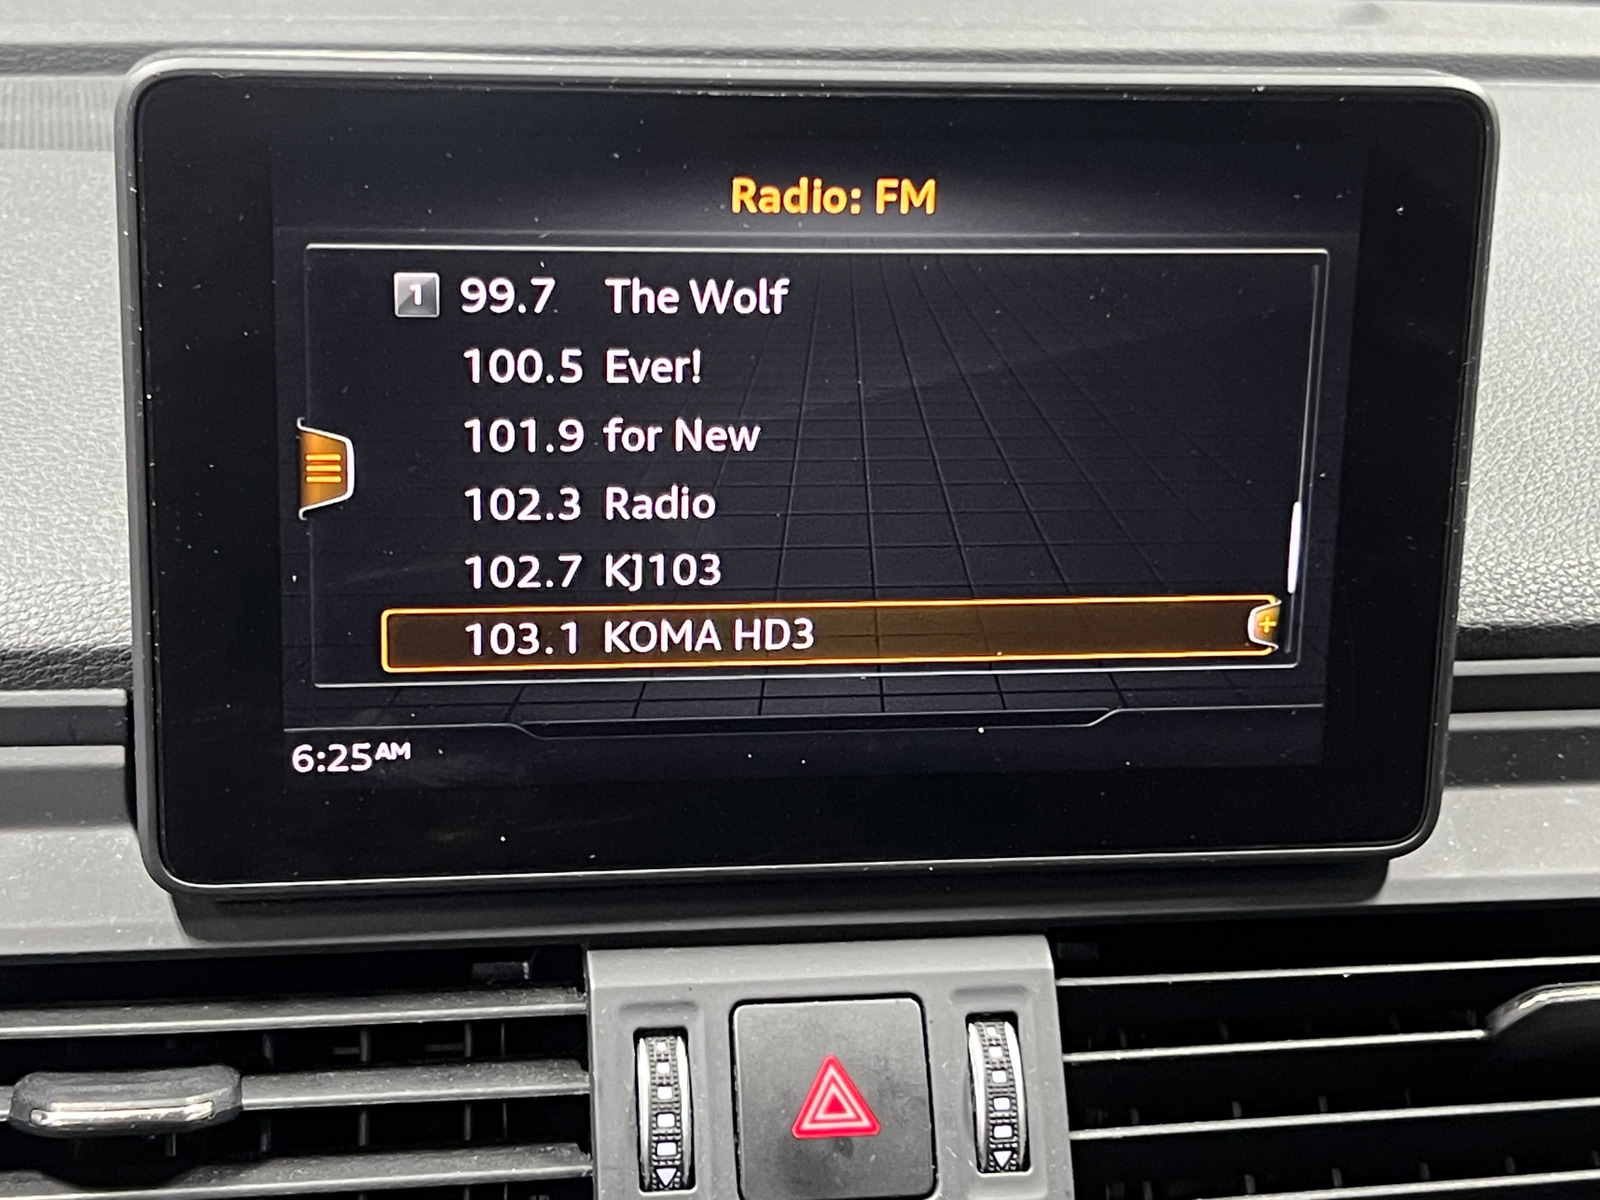 Radio: FM
1 99.7 The Wolf
100.5 Ever!
101.9 for New
102.3 Radio
102.7 KJ103
103.1 KOMA HD3
6:25AM